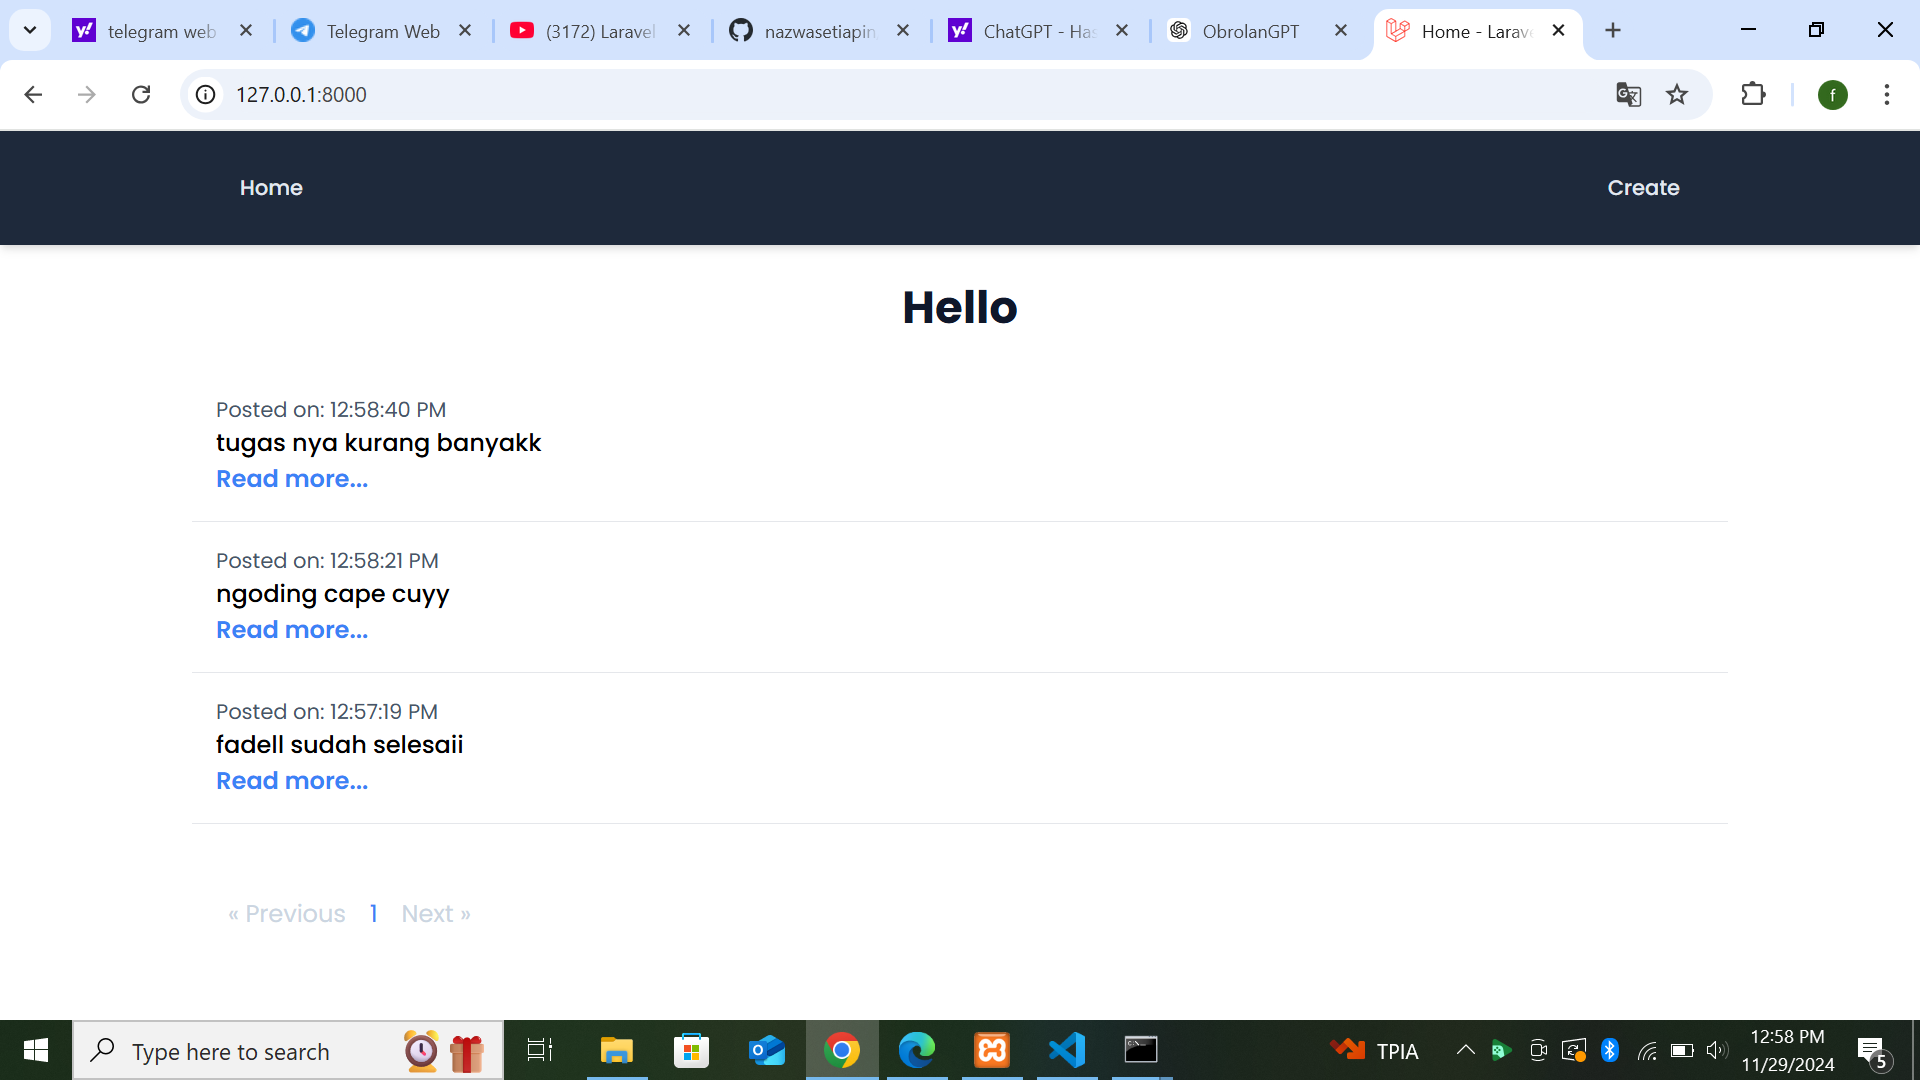 telegram web
Telegram Web
(3172) Laravel
nazwasetiapin
ChatGPT - Has
ObrolanGPT
Home - Larave
127.0.0.1:8000
f
Home
Create
Hello
Posted on: 12:58:40 PM
tugas nya kurang banyakk
Read more...
Posted on: 12:58:21 PM
ngoding cape cuyy
Read more...
Posted on: 12:57:19 PM
fadell sudah selesaii
Read more...
« Previous 1 Next »
Type here to search
TPIA
12:58 PM
11/29/2024
5